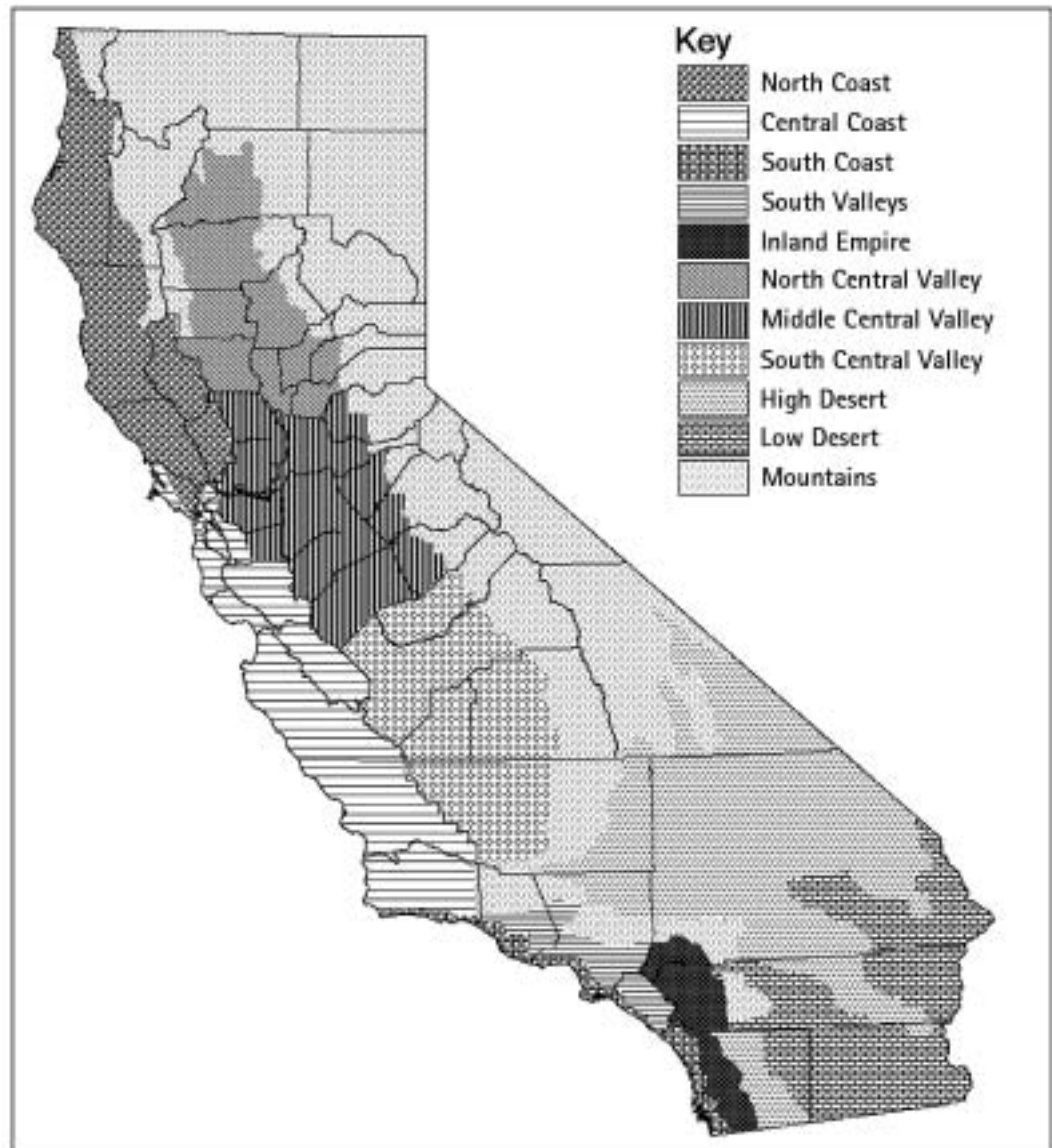 Key
North Coast
Central Coast
South Coast
South Valleys
Inland Empire
North Central Valley
Middle Central Valley
South Central Valley
High Desert
Low Desert
Mountains